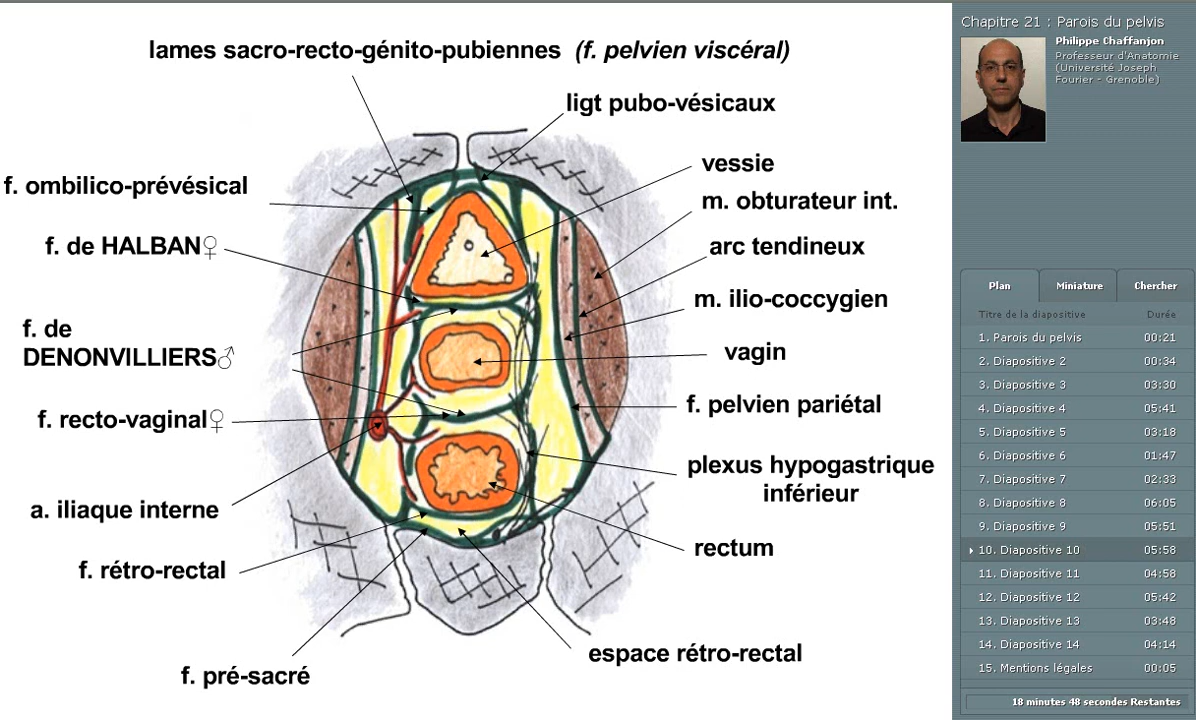 lames sacro-recto-génito-pubiennes (f. pelvien viscéral)
ligt pubo-vésicaux
vessie
f. ombilico-prévésical
m. obturateur int.
f. de HALBAN♀
arc tendineux
m. ilio-coccygien
f. de
DENONVILLIERS♂
vagin
f. recto-vaginal♀
f. pelvien pariétal
plexus hypogastrique
inférieur
a. iliaque interne
rectum
f. rétro-rectal
espace rétro-rectal
f. pré-sacré
Chapitre 21 : Parois du pelvis
Philippe Chaffanjon
Professeur d'Anatomie
(Université Joseph
Fourier - Grenoble)
Plan Miniature Chercher
Titre de la diapositive Durée
1. Parois du pelvis 00:21
2. Diapositive 2 00:34
3. Diapositive 3 03:30
4. Diapositive 4 05:41
5. Diapositive 5 03:18
6. Diapositive 6 01:47
7. Diapositive 7 02:33
8. Diapositive 8 06:05
9. Diapositive 9 05:51
10. Diapositive 10 05:58
11. Diapositive 11 04:58
12. Diapositive 12 05:42
13. Diapositive 13 03:48
14. Diapositive 14 04:14
15. Mentions légales 00:05
18 minutes 48 secondes Restantes